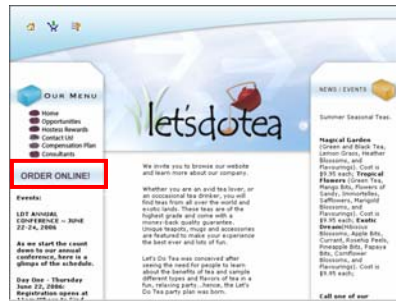 OUR MENU
Home
Opportunities
Hostess Rewards
Contact Us!
Compensation Plan
Consultants
ORDER ONLINE!
Events:
LDT ANNUAL
CONFERENCE ~ JUNE
22-24, 2006
As we start the count
down to our annual
conference, here is a
glimps of the schedule.
Day One - Thursday
June 22, 2006:
Registration opens at
let'sdotea
We invite you to browse our website
and learn more about our company.
Whether you are an avid tea lover, or
an occasional tea drinker, you will
find teas from all over the world and
exotic lands. These teas are of the
highest grade and come with a
money-back quality guarantee.
Unique teapots, mugs and accessories
are featured to make your experience
the best ever and lots of fun.
Let's Do Tea was conceived after
seeing the need for people to learn
about the benefits of tea and sample
different types and flavors of tea in a
fun, relaxing party...hence, the Let's
Do Tea party plan was born.
NEWS / EVENTS
Summer Seasonal Teas.
Magical Garden
(Green and Black Tea,
Lemon Grass, Heather
Blossoms, and
Flavourings). Cost is
$9.95 each; Tropical
Flowers (Green Tea,
Mango Bits, Flowers of
Sandy, Immortelles,
Safflowers, Marigold
Blossoms, and
Flavourings). Cost is
$9.95 each; Exotic
Dream(Hibiscus
Blossoms, Apple Bits,
Currant, Rosehip Peels,
Pineapple Bits, Papaya
Bits, Cornflower
Blossoms, and
Flavourings). Cost is
$9.95 each;
Call one of our